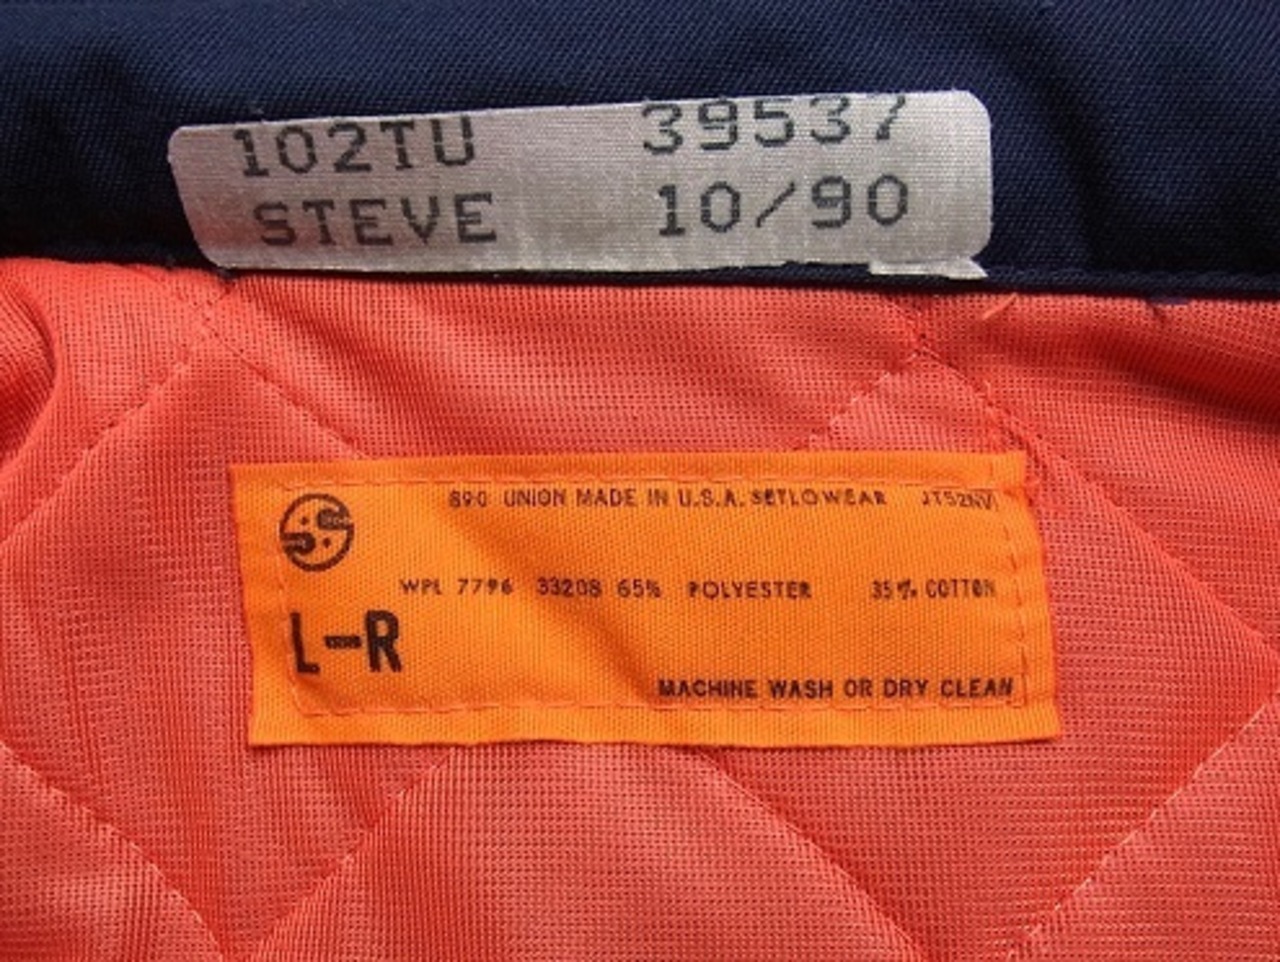 102TU 39537
STEVE 10/90
890 UNION MADE IN U.S.A. SETLOWEAR JT52NV
WPL 7796 33208 65% POLYESTER 35% COTTON
L-R
MACHINE WASH OR DRY CLEAN